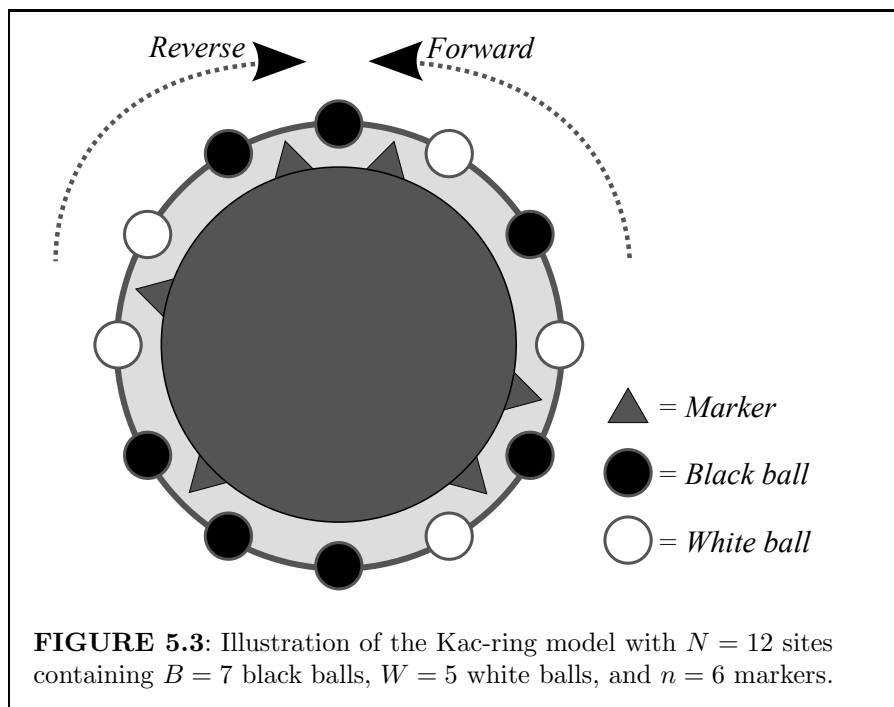 Reverse
Forward
= Marker
= Black ball
= White ball
FIGURE 5.3: Illustration of the Kac-ring model with N = 12 sites
containing B = 7 black balls, W = 5 white balls, and n = 6 markers.